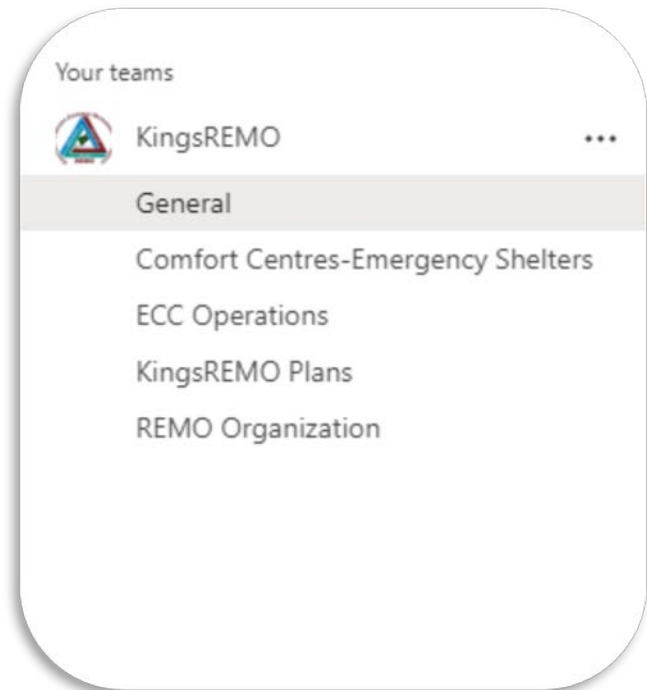 Your teams
KingsREMO
General
Comfort Centres-Emergency Shelters
ECC Operations
KingsREMO Plans
REMO Organization